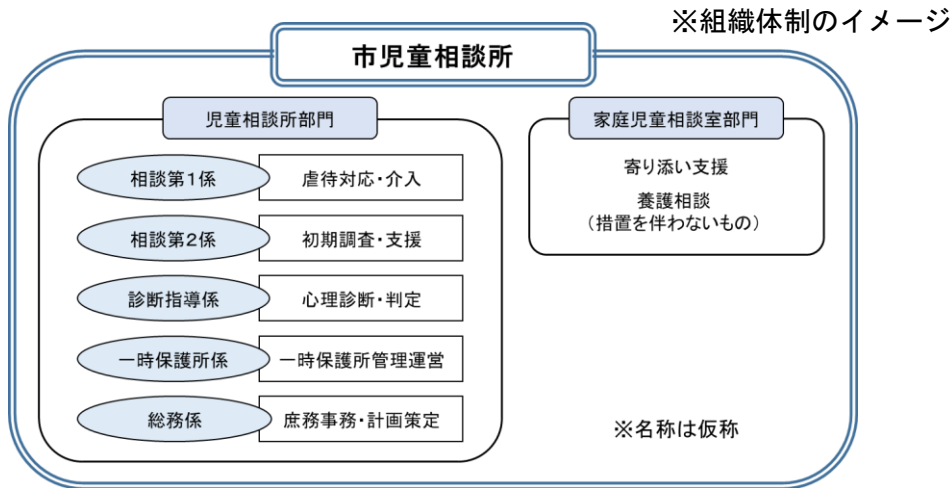 ※組織体制のイメージ
市児童相談所
児童相談所部門
相談第1係
虐待対応・介入
相談第2係
初期調査・支援
診断指導係
心理診断・判定
一時保護所係
一時保護所管理運営
総務係
庶務事務・計画策定
家庭児童相談室部門
寄り添い支援
養護相談
(措置を伴わないもの)
※名称は仮称